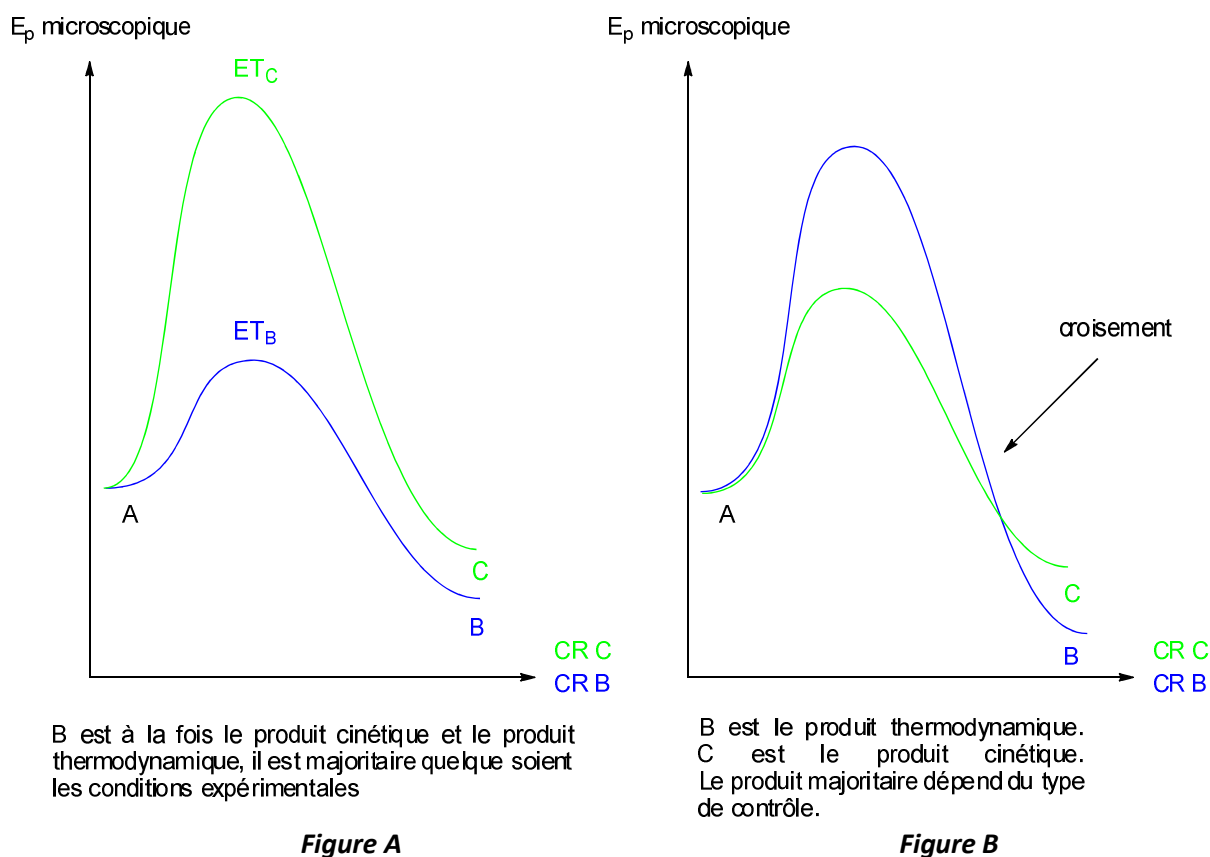 Eₚ microscopique
ET_C
ET_B
A
C
B
CR C
CR B
B est à la fois le produit cinétique et le produit
thermodynamique, il est majoritaire quelque soient
les conditions expérimentales
Figure A
Eₚ microscopique
croisement
A
C
B
CR C
CR B
B est le produit thermodynamique.
C est le produit cinétique.
Le produit majoritaire dépend du type
de contrôle.
Figure B